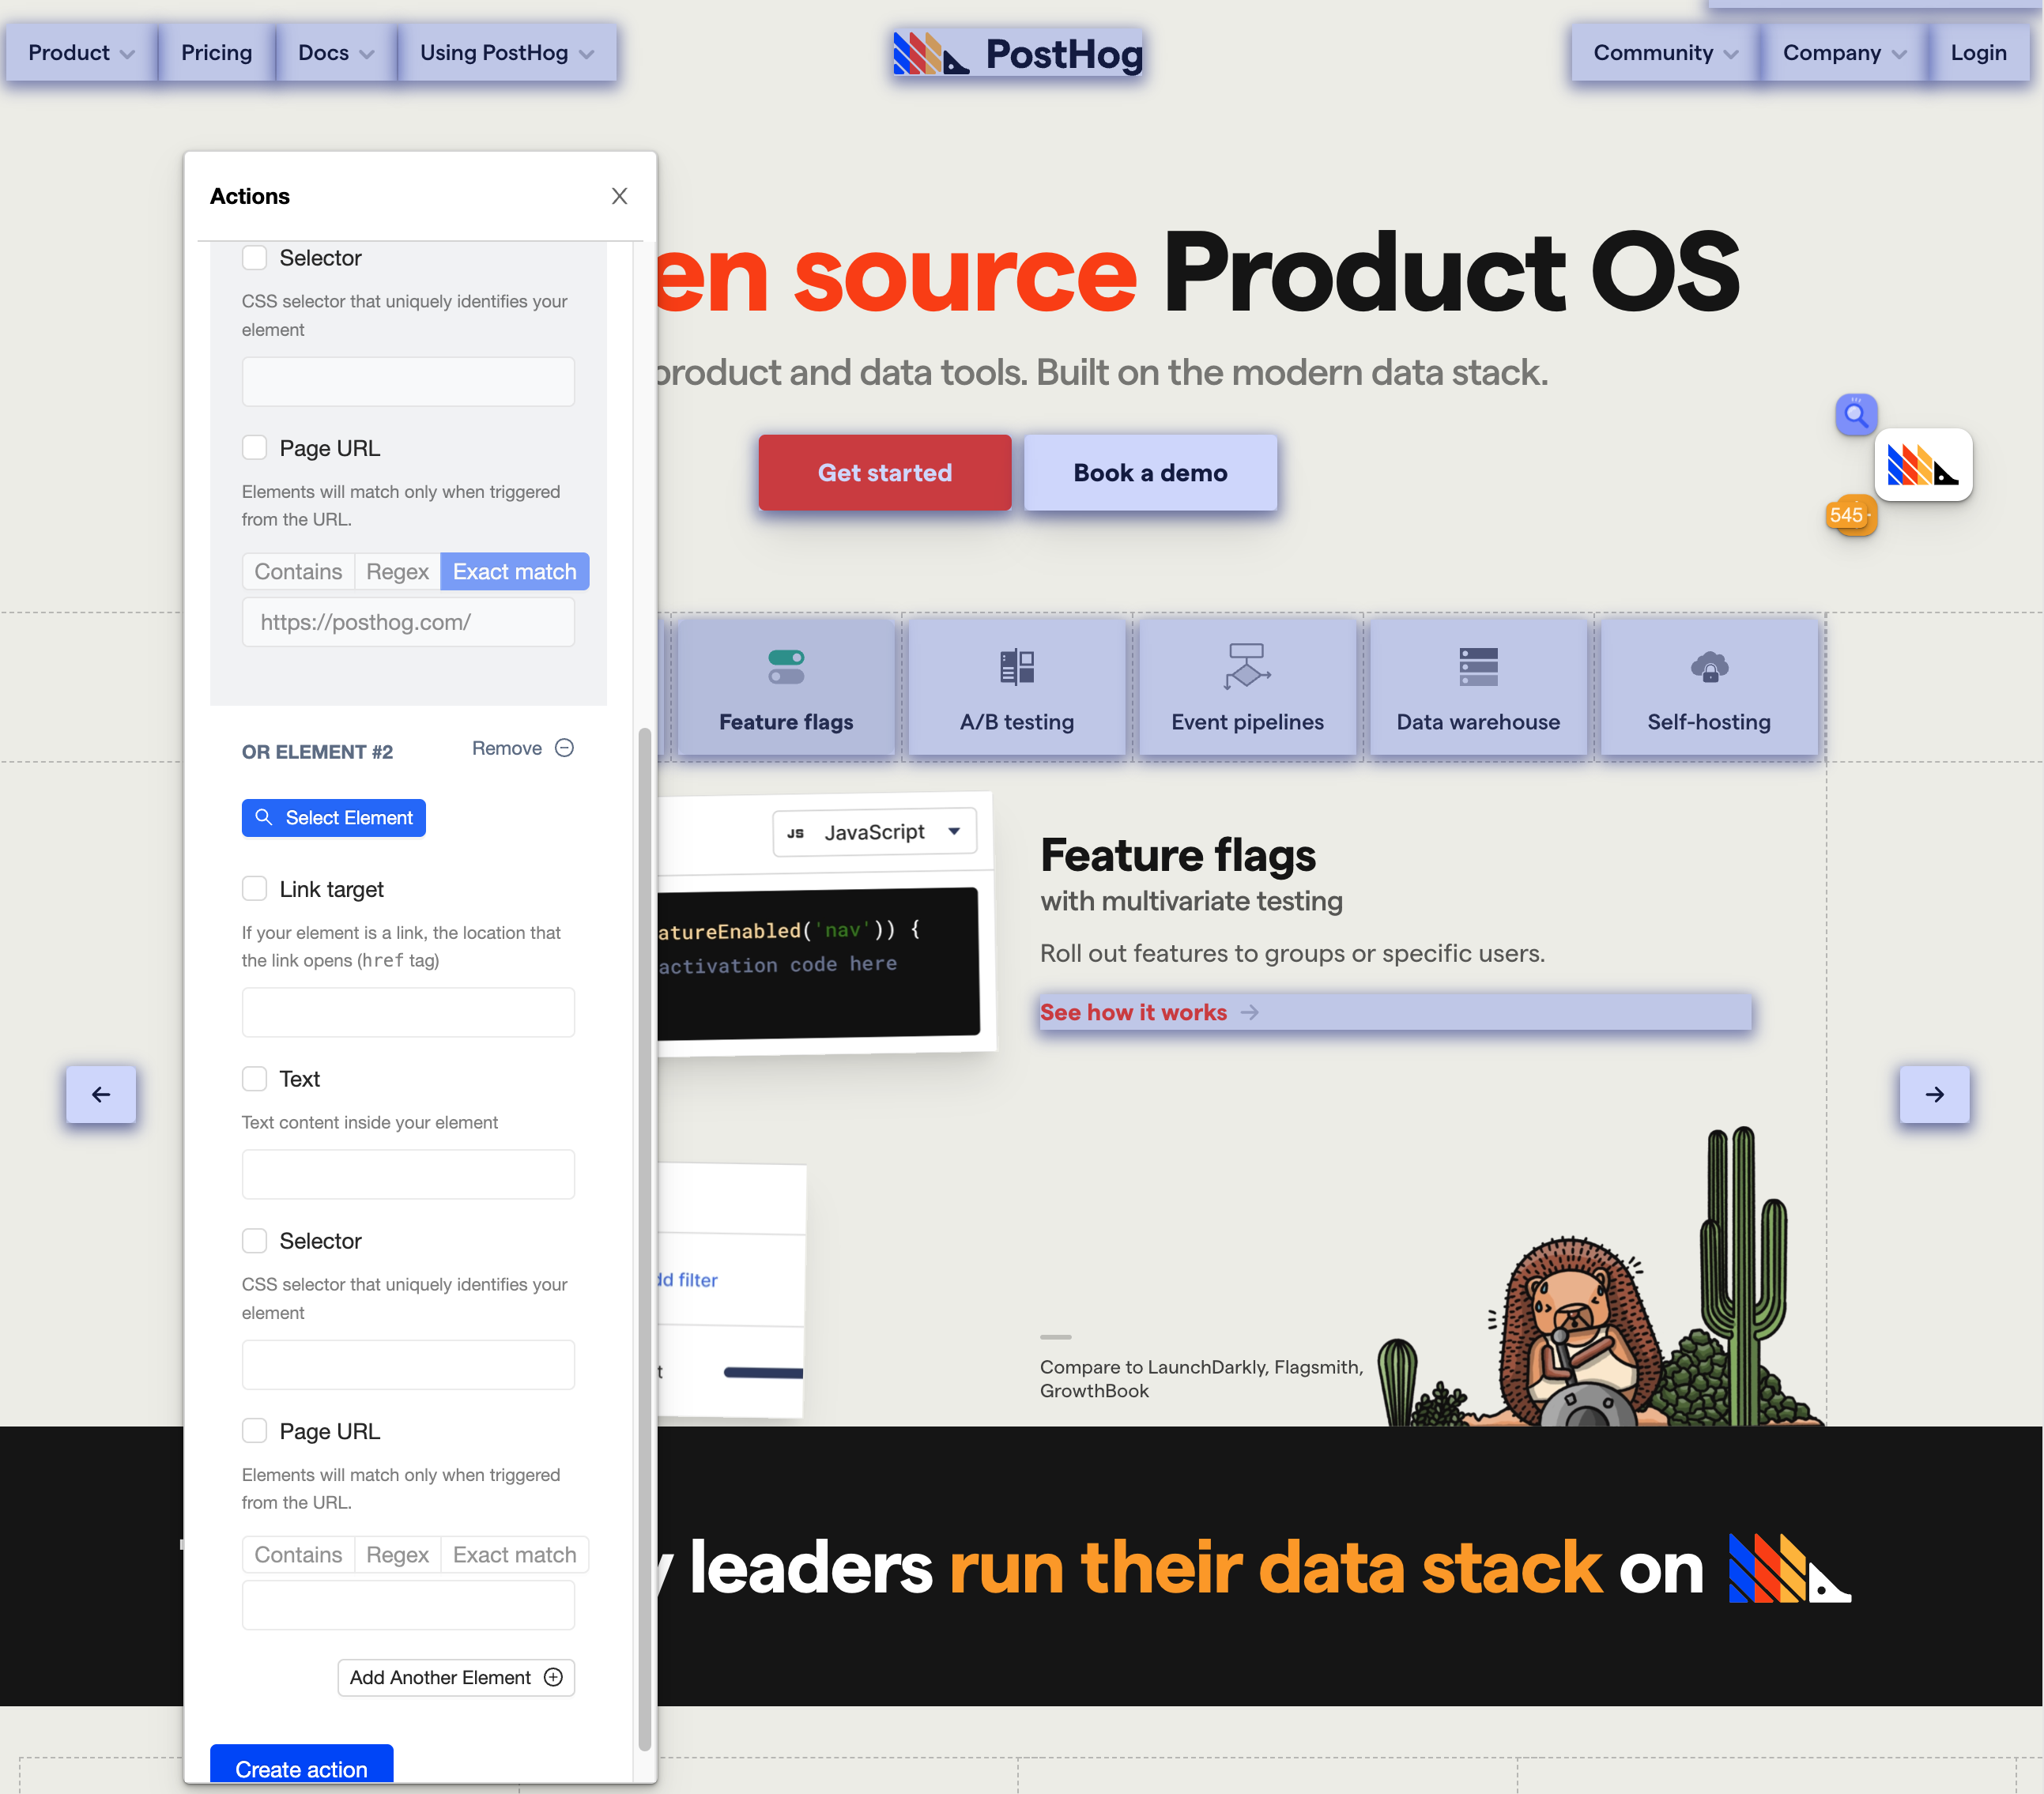 Product
Pricing
Docs
Using PostHog
PostHog
Community
Company
Login
Actions
Selector
CSS selector that uniquely identifies your
element
Page URL
Elements will match only when triggered
from the URL.
Contains
Regex
Exact match
https://posthog.com/
OR ELEMENT #2
Remove
Select Element
Link target
If your element is a link, the location that
the link opens (href tag)
Text
Text content inside your element
Selector
CSS selector that uniquely identifies your
element
Page URL
Elements will match only when triggered
from the URL.
Contains
Regex
Exact match
Add Another Element
Create action
en source Product OS
product and data tools. Built on the modern data stack.
Get started
Book a demo
545
Feature flags
A/B testing
Event pipelines
Data warehouse
Self-hosting
JS JavaScript
atureEnabled('nav')) {
activation code here
Feature flags
with multivariate testing
Roll out features to groups or specific users.
See how it works
dd filter
t
Compare to LaunchDarkly, Flagsmith,
GrowthBook
y leaders run their data stack on